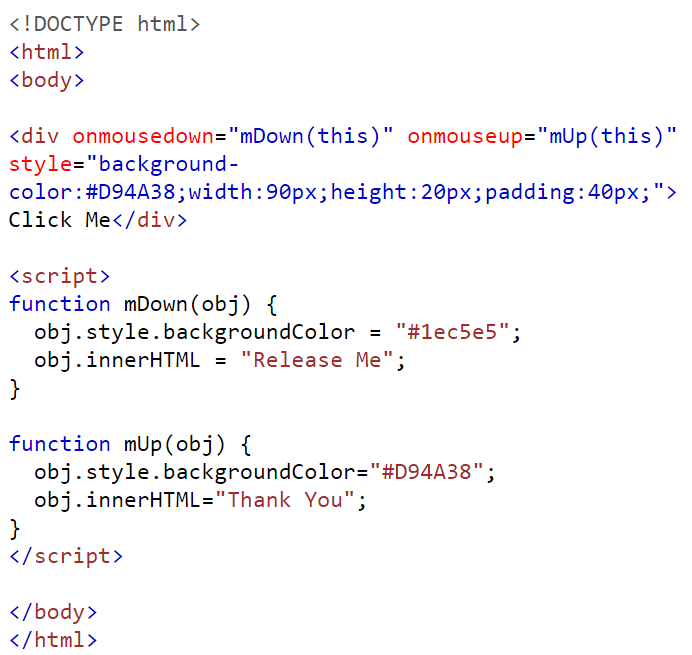 <!DOCTYPE html>
<html>
<body>
<div onmousedown="mDown(this)" onmouseup="mUp(this)"
style="background-
color:#D94A38;width:90px;height:20px;padding:40px;">
Click Me</div>
<script>
function mDown(obj) {
  obj.style.backgroundColor = "#1ec5e5";
  obj.innerHTML = "Release Me";
}
function mUp(obj) {
  obj.style.backgroundColor="#D94A38";
  obj.innerHTML="Thank You";
}
</script>
</body>
</html>